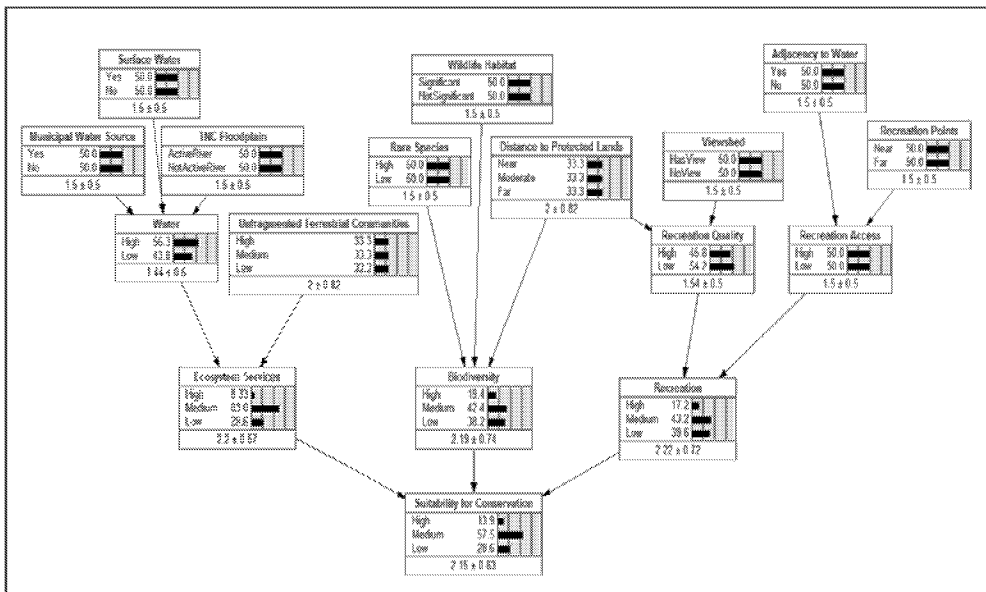 Surface Water
Yes 50.0
No 50.0
1.5 ± 0.5
Wildlife Habitat
Significant 50.0
NotSignificant 50.0
1.5 ± 0.5
Adjacency to Water
Yes 50.0
No 50.0
1.5 ± 0.5
Municipal Water Source
Yes 50.0
No 50.0
1.5 ± 0.5
TNC Floodplain
ActiveRiver 50.0
NotActiveRiver 50.0
1.5 ± 0.5
Rare Species
High 50.0
Low 50.0
1.5 ± 0.5
Distance to Protected Lands
Near 33.3
Moderate 33.3
Far 33.3
2 ± 0.82
Viewshed
HasView 50.0
NoView 50.0
1.5 ± 0.5
Recreation Points
Near 50.0
Far 50.0
1.5 ± 0.5
Water
High 56.3
Low 43.8
1.44 ± 0.5
Unfragmented Terrestrial Communities
High 33.3
Medium 33.3
Low 33.3
2 ± 0.82
Recreation Quality
High 45.8
Low 54.2
1.54 ± 0.5
Recreation Access
High 50.0
Low 50.0
1.5 ± 0.5
Ecosystem Services
High 8.33
Medium
Low
2.2 ± 0.57
Biodiversity
High 19.4
Medium 42.4
Low 38.2
2.19 ± 0.74
Recreation
High 17.2
Medium 43.2
Low 39.6
2.22 ± 0.72
Suitability for Conservation
High 13.9
Medium 57.5
Low 28.6
2.15 ± 0.63